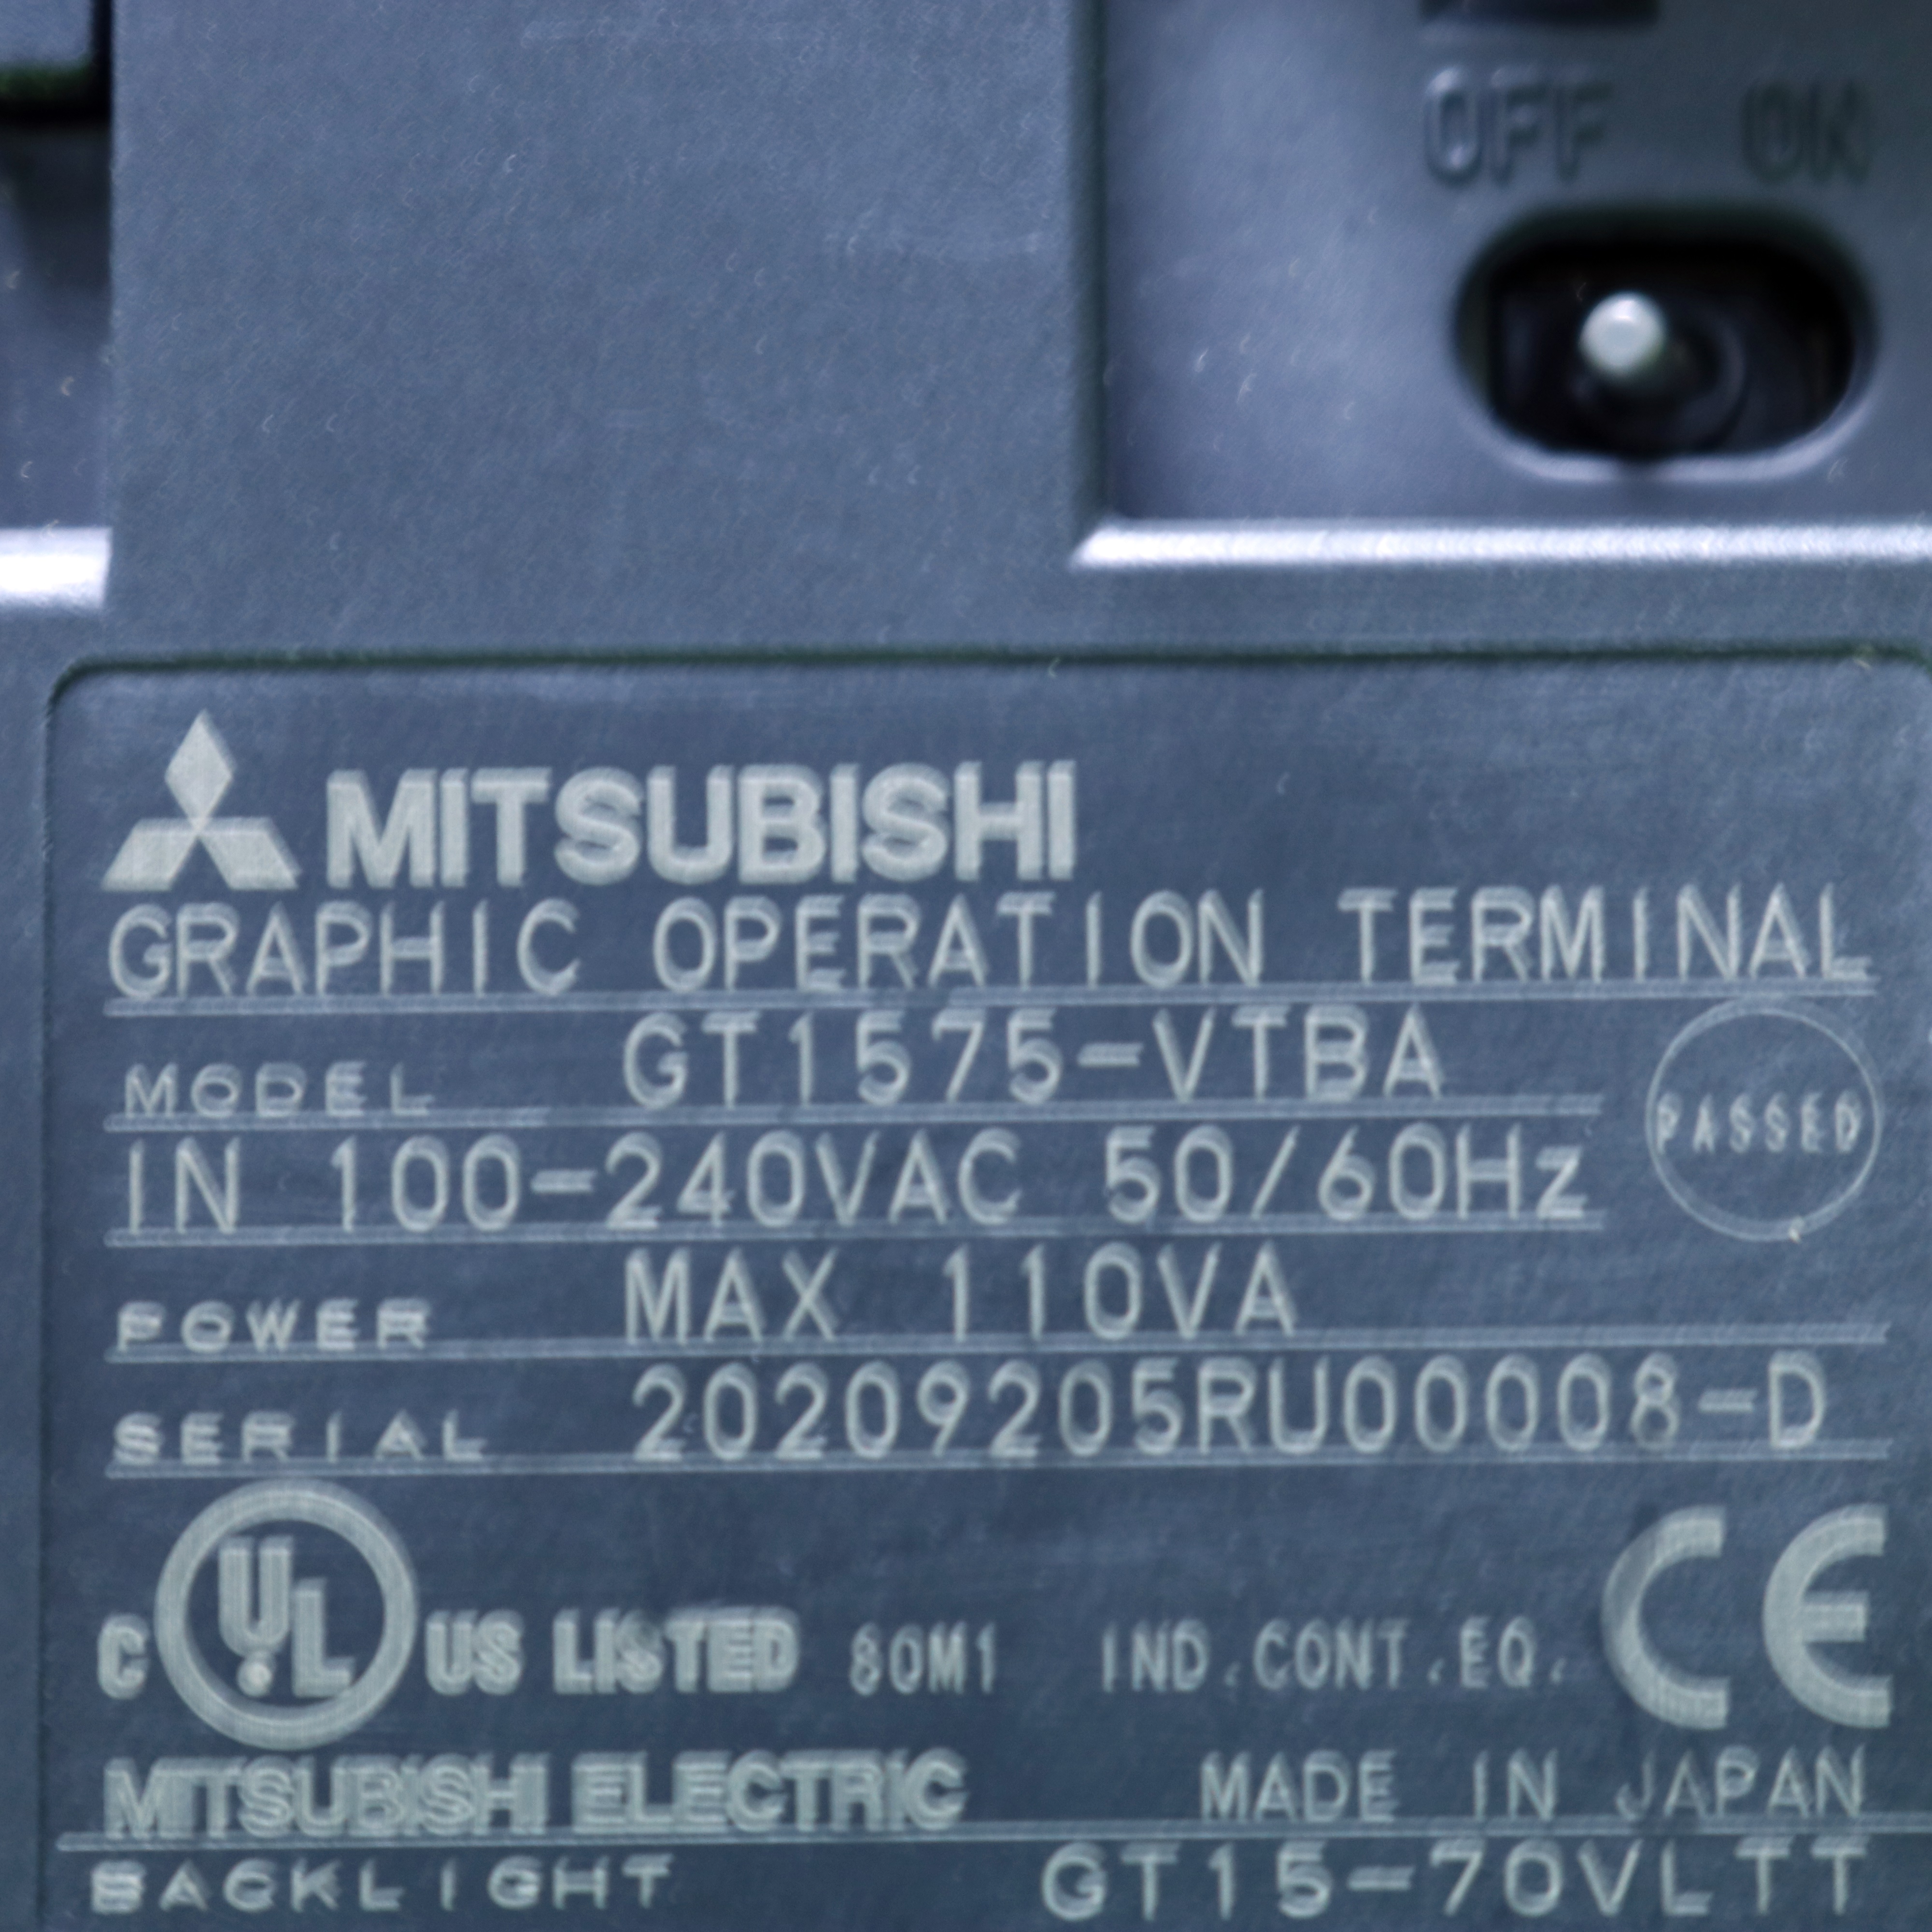 OFF ON
MITSUBISHI
GRAPHIC OPERATION TERMINAL
MODEL GT1575-VTBA
PASSED
IN 100-240VAC 50/60Hz
POWER MAX 110VA
SERIAL 20209205RU00008-D
C UL US LISTED 80M1 IND.CONT.EQ. CE
MITSUBISHI ELECTRIC MADE IN JAPAN
BACKLIGHT GT15-70VLTT